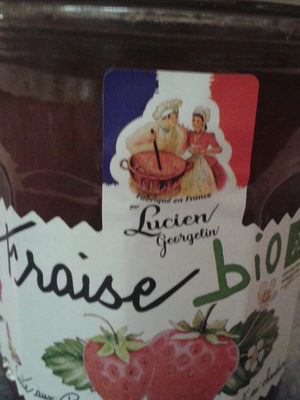 Fabriqué en France
par
Lucien
Georgelin
Fraise bio